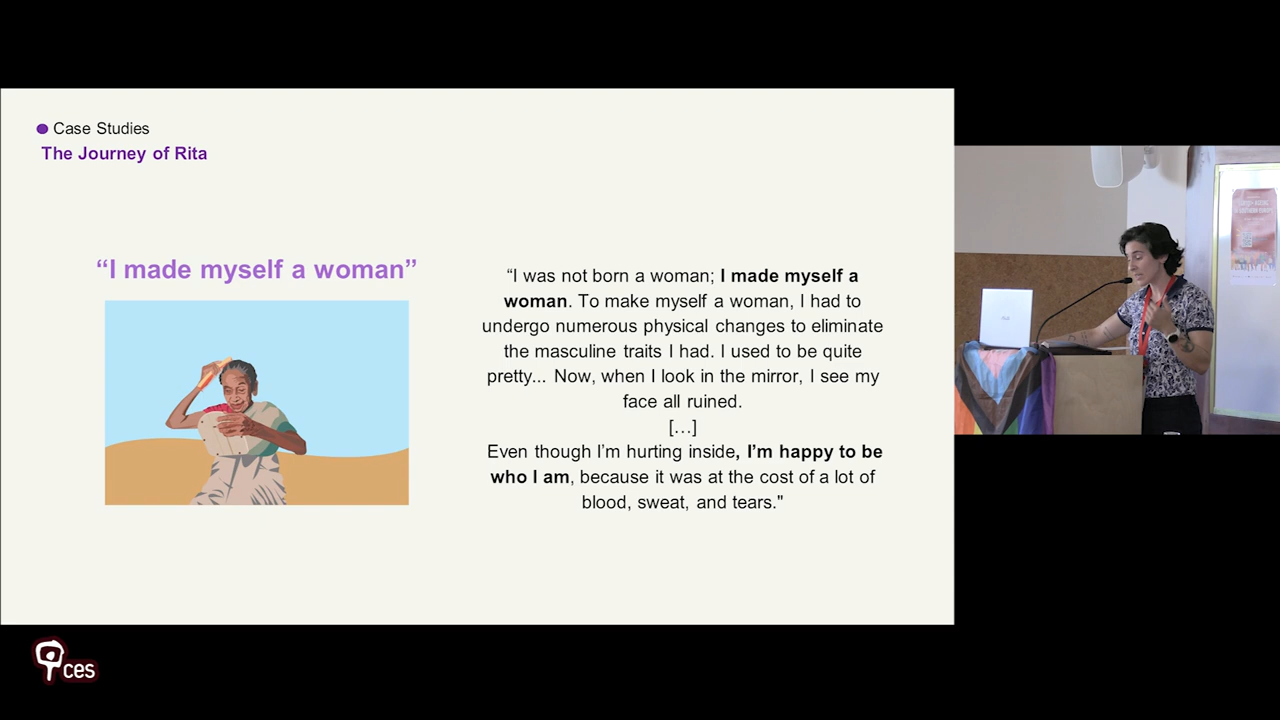 Case Studies
The Journey of Rita
“I made myself a woman”
“I was not born a woman; I made myself a
woman. To make myself a woman, I had to
undergo numerous physical changes to eliminate
the masculine traits I had. I used to be quite
pretty... Now, when I look in the mirror, I see my
face all ruined.
[…]
Even though I’m hurting inside, I’m happy to be
who I am, because it was at the cost of a lot of
blood, sweat, and tears."
ces